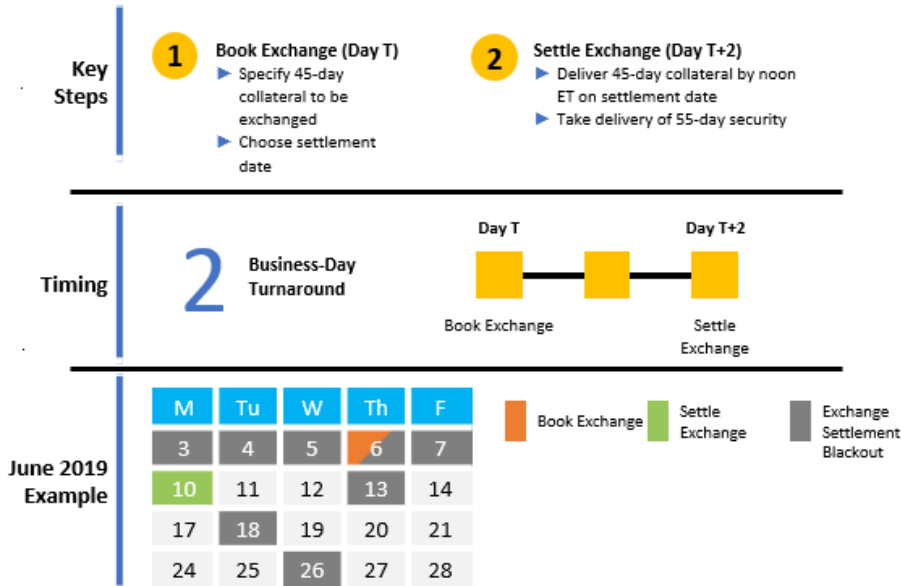 Key
Steps
1
Book Exchange (Day T)
Specify 45-day
collateral to be
exchanged
Choose settlement
date
2
Settle Exchange (Day T+2)
Deliver 45-day collateral by noon
ET on settlement date
Take delivery of 55-day security
Timing
2
Business-Day
Turnaround
Day T
Day T+2
Book Exchange
Settle
Exchange
June 2019
Example
M Tu W Th F
3 4 5 6 7
10 11 12 13 14
17 18 19 20 21
24 25 26 27 28
Book Exchange
Settle
Exchange
Exchange
Settlement
Blackout